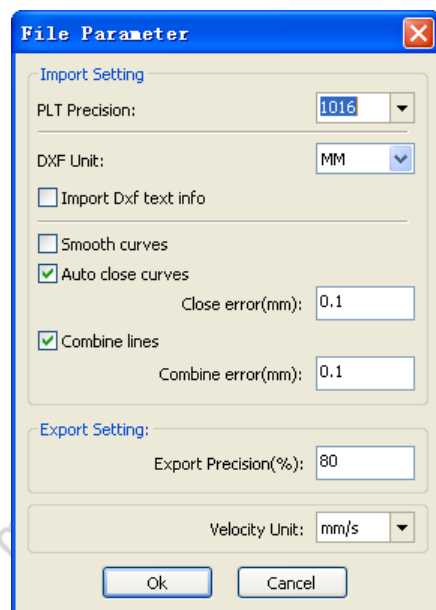 File Parameter
Import Setting
PLT Precision: 1016
DXF Unit: MM
Import Dxf text info
Smooth curves
Auto close curves
Close error(mm): 0.1
Combine lines
Combine error(mm): 0.1
Export Setting:
Export Precision(%): 80
Velocity Unit: mm/s
Ok Cancel